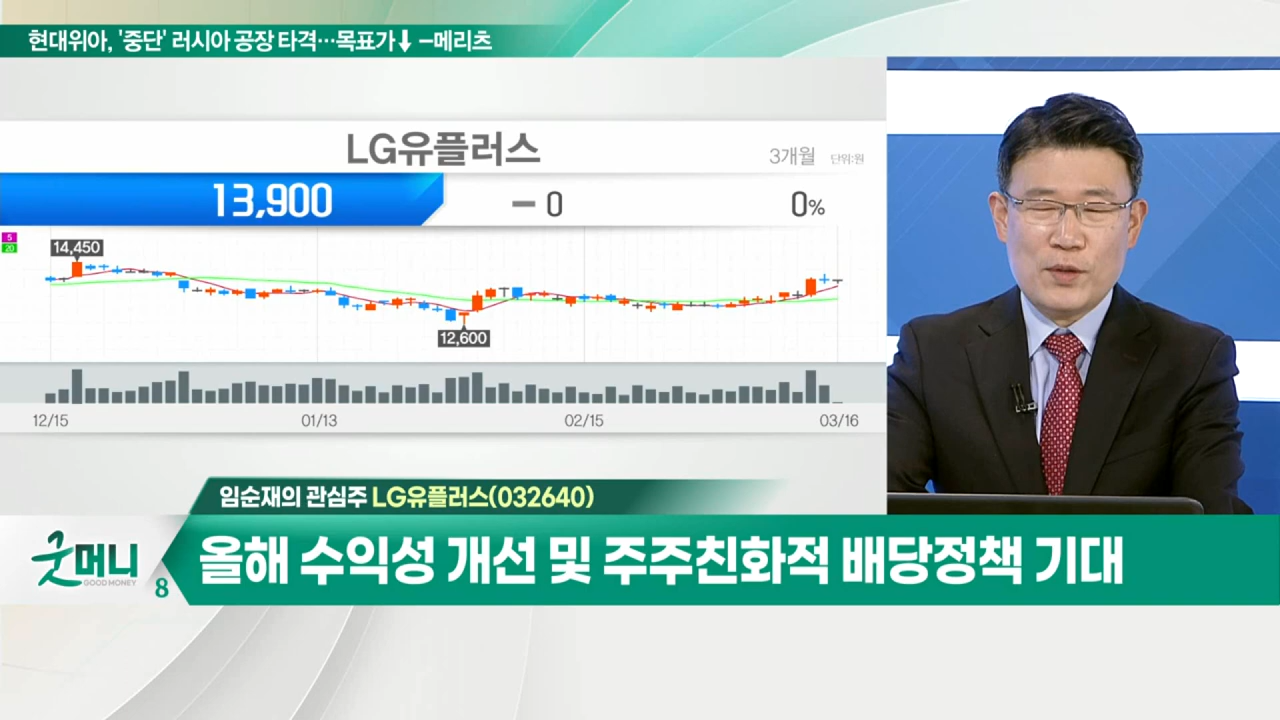 현대위아, '중단' 러시아 공장 타격…목표가⬇ –메리츠
LG유플러스
3개월 단위:원
13,900 – 0 0%
5
20
14,450
12,600
12/15 01/13 02/15 03/16
임순재의 관심주 LG유플러스(032640)
굿머니
GOOD MONEY
8
올해 수익성 개선 및 주주친화적 배당정책 기대